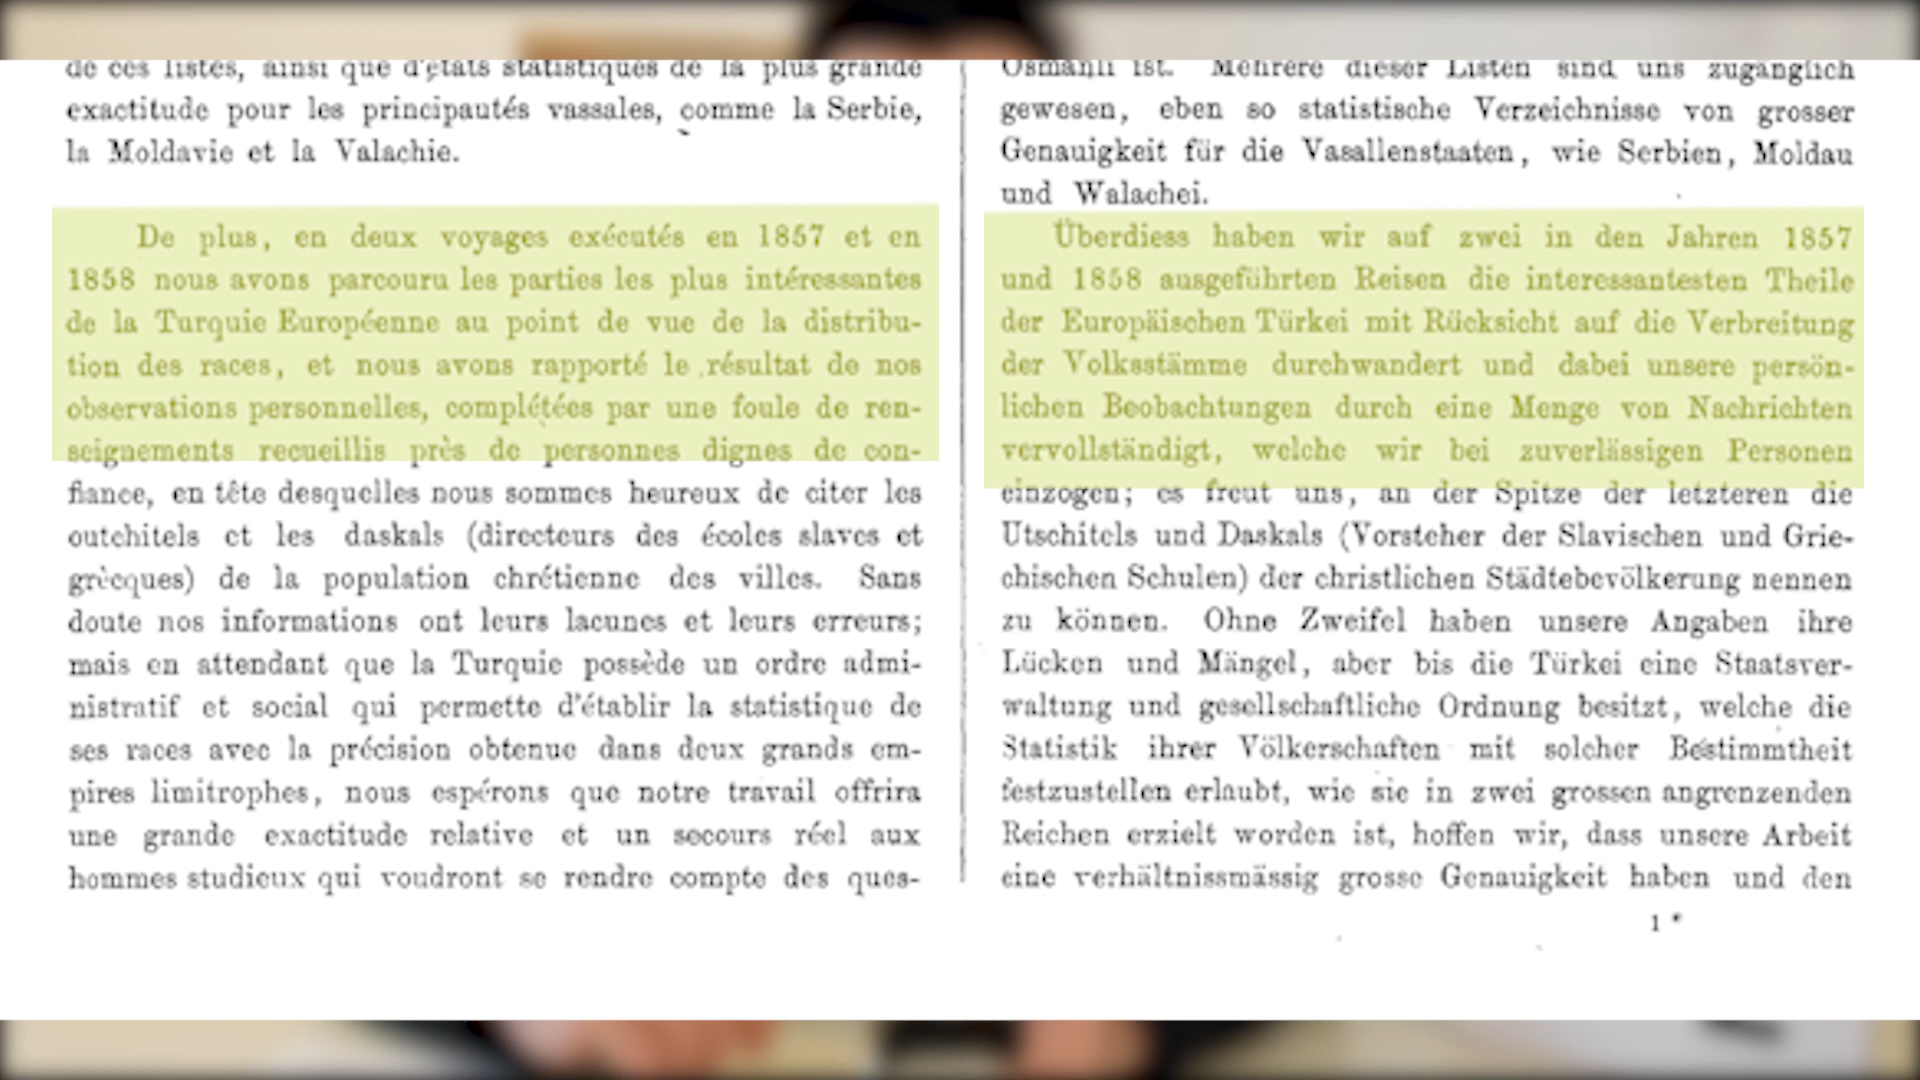 de ces listes, ainsi que d'états statistiques de la plus grande
exactitude pour les principautés vassales, comme la Serbie,
la Moldavie et la Valachie.
De plus, en deux voyages exécutés en 1857 et en
1858 nous avons parcouru les parties les plus intéressantes
de la Turquie Européenne au point de vue de la distribu-
tion des races, et nous avons rapporté le résultat de nos
observations personnelles, complétées par une foule de ren-
seignements recueillis près de personnes dignes de con-
fiance, en tête desquelles nous sommes heureux de citer les
outchitels et les daskals (directeurs des écoles slaves et
grècques) de la population chrétienne des villes. Sans
doute nos informations ont leurs lacunes et leurs erreurs;
mais en attendant que la Turquie possède un ordre admi-
nistratif et social qui permette d'établir la statistique de
ses races avec la précision obtenue dans deux grands em-
pires limitrophes, nous espérons que notre travail offrira
une grande exactitude relative et un secours réel aux
hommes studieux qui voudront se rendre compte des ques-
Osmanli ist. Mehrere dieser Listen sind uns zugänglich
gewesen, eben so statistische Verzeichnisse von grosser
Genauigkeit für die Vasallenstaaten, wie Serbien, Moldau
und Walachei.
Überdiess haben wir auf zwei in den Jahren 1857
und 1858 ausgeführten Reisen die interessantesten Theile
der Europäischen Türkei mit Rücksicht auf die Verbreitung
der Volksstämme durchwandert und dabei unsere persön-
lichen Beobachtungen durch eine Menge von Nachrichten
vervollständigt, welche wir bei zuverlässigen Personen
einzogen; es freut uns, an der Spitze der letzteren die
Utschitels und Daskals (Vorsteher der Slavischen und Grie-
chischen Schulen) der christlichen Städtebevölkerung nennen
zu können. Ohne Zweifel haben unsere Angaben ihre
Lücken und Mängel, aber bis die Türkei eine Staatsver-
waltung und gesellschaftliche Ordnung besitzt, welche die
Statistik ihrer Völkerschaften mit solcher Bestimmtheit
festzustellen erlaubt, wie sie in zwei grossen angrenzenden
Reichen erzielt worden ist, hoffen wir, dass unsere Arbeit
eine verhältnissmässig grosse Genauigkeit haben und den
1 *